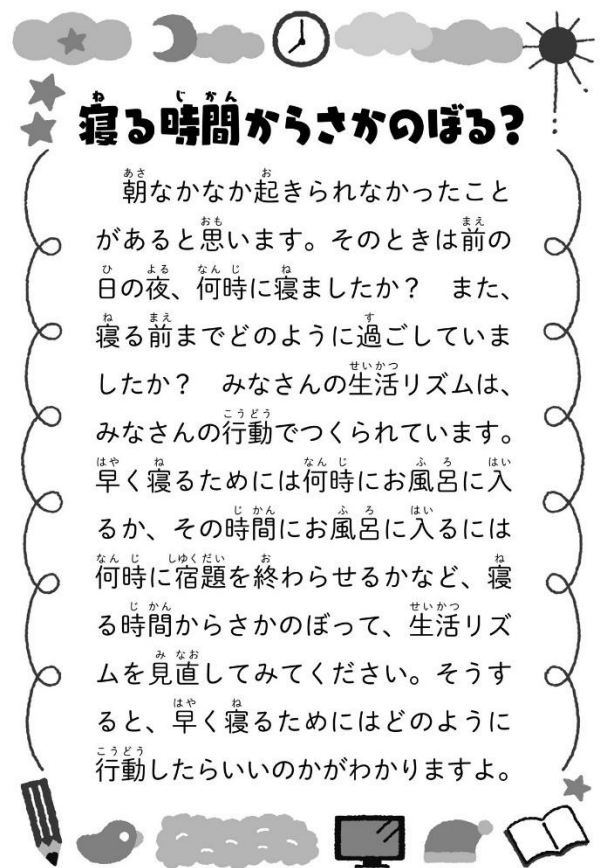 寝る時間からさかのぼる?
朝なかなか起きられなかったこと
があると思います。そのときは前の
日の夜、何時に寝ましたか? また、
寝る前までどのように過ごしていま
したか? みなさんの生活リズムは、
みなさんの行動でつくられています。
早く寝るためには何時にお風呂に入
るか、その時間にお風呂に入るには
何時に宿題を終わらせるかなど、寝
る時間からさかのぼって、生活リズ
ムを見直してみてください。そうす
ると、早く寝るためにはどのように
行動したらいいのかがわかりますよ。